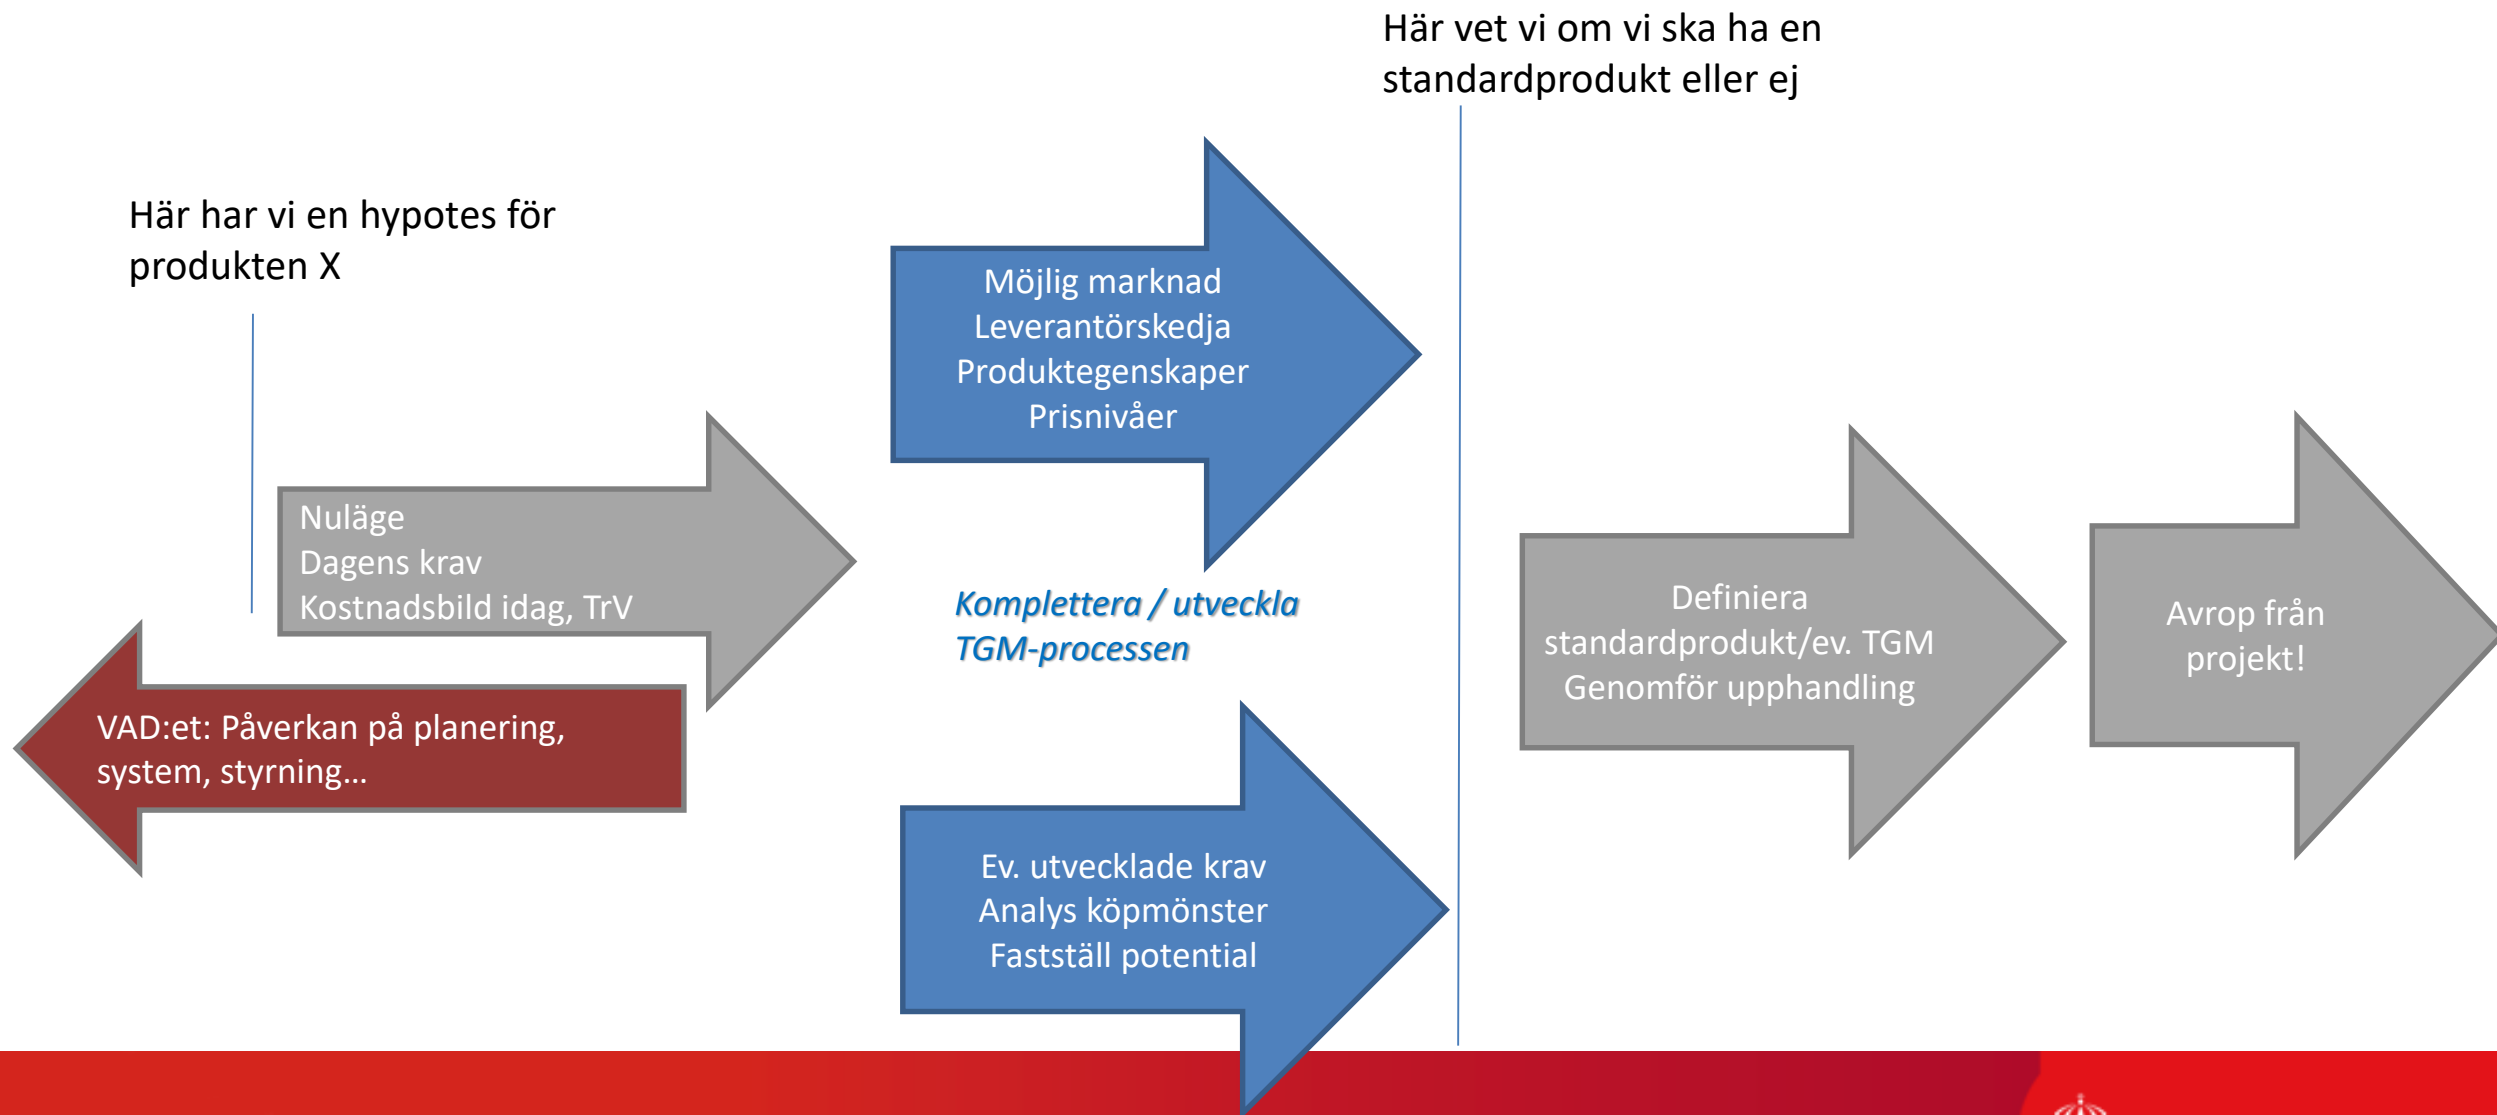 Här vet vi om vi ska ha en
standardprodukt eller ej
Här har vi en hypotes för
produkten X
Möjlig marknad
Leverantörskedja
Produktegenskaper
Prisnivåer
Nuläge
Dagens krav
Kostnadsbild idag, TrV
Komplettera / utveckla
TGM-processen
Definiera
standardprodukt/ev. TGM
Genomför upphandling
Avrop från
projekt!
VAD:et: Påverkan på planering,
system, styrning...
Ev. utvecklade krav
Analys köpmönster
Fastställ potential